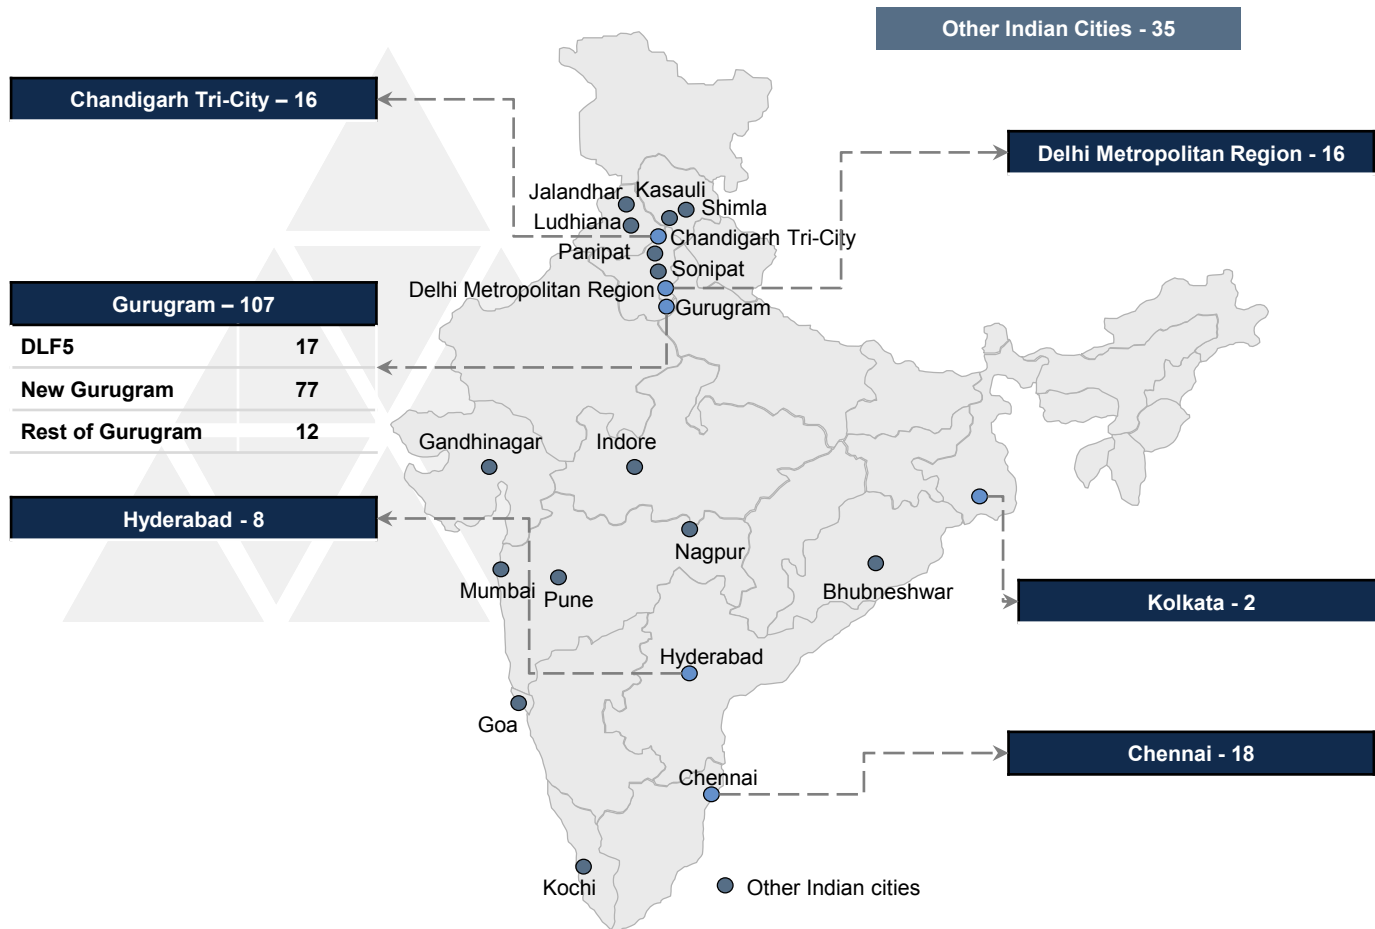 Other Indian Cities - 35
Chandigarh Tri-City – 16
Delhi Metropolitan Region - 16
Jalandhar
Kasauli
Shimla
Ludhiana
Chandigarh Tri-City
Panipat
Sonipat
Delhi Metropolitan Region
Gurugram
Gurugram – 107
DLF5 17
New Gurugram 77
Rest of Gurugram 12
Gandhinagar
Indore
Hyderabad - 8
Nagpur
Mumbai
Pune
Bhubneshwar
Kolkata - 2
Hyderabad
Goa
Chennai - 18
Chennai
Kochi
Other Indian cities